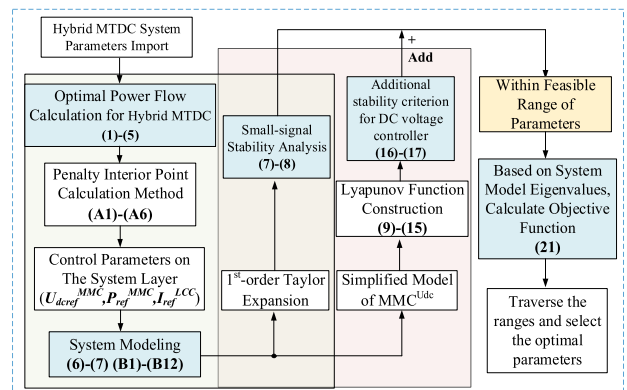 Hybrid MTDC System
Parameters Import
Optimal Power Flow
Calculation for Hybrid MTDC
(1)-(5)
Penalty Interior Point
Calculation Method
(A1)-(A6)
Control Parameters on
The System Layer
(U_dcref^MMC,P_ref^MMC,I_ref^LCC)
System Modeling
(6)-(7) (B1)-(B12)
Small-signal
Stability Analysis
(7)-(8)
1st-order Taylor
Expansion
+
Add
Additional
stability criterion
for DC voltage
controller
(16)-(17)
Lyapunov Function
Construction
(9)-(15)
Simplified Model
of MMC^Udc
Within Feasible
Range of
Parameters
Based on System
Model Eigenvalues,
Calculate Objective
Function
(21)
Traverse the
ranges and select
the optimal
parameters